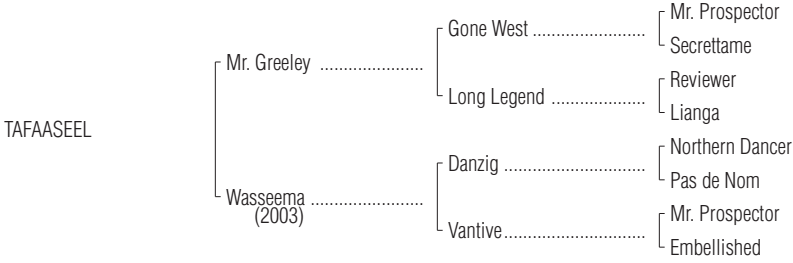 Mr. Prospector
Gone West ........................
Secrettame
Mr. Greeley ......................
Reviewer
Long Legend ....................
Lianga
TAFAASEEL
Northern Dancer
Danzig ..............................
Pas de Nom
Wasseema ........................
(2003)
Mr. Prospector
Vantive..............................
Embellished